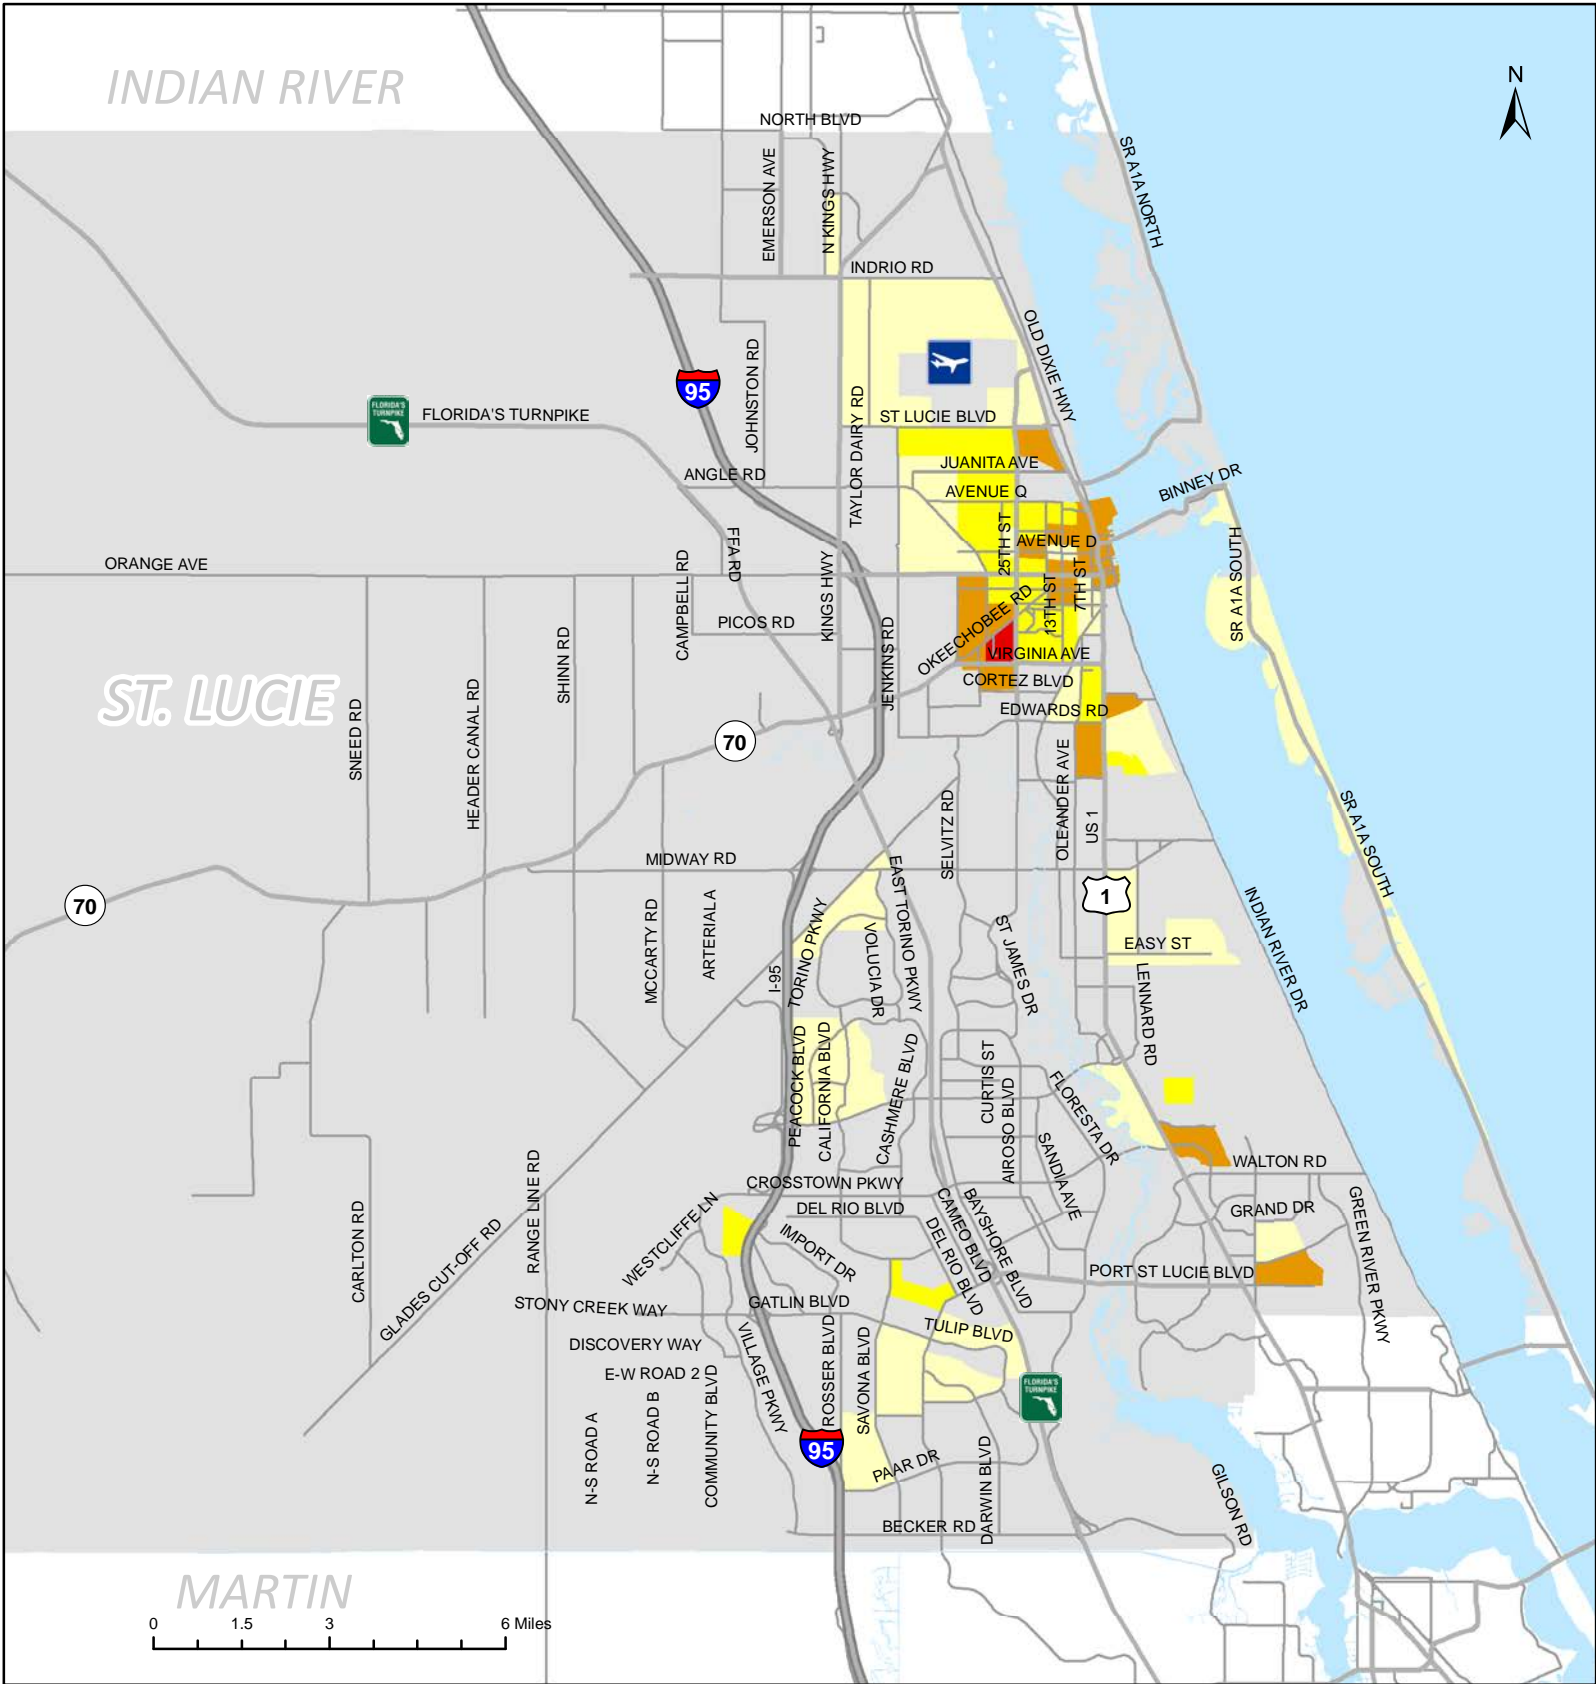 INDIAN RIVER
N
NORTH BLVD
EMERSON AVE
N KINGS HWY
SR A1A NORTH
INDRIO RD
OLD DIXIE HWY
JOHNSTON RD
95
FLORIDA'S
TURNPIKE
FLORIDA'S TURNPIKE
TAYLOR DAIRY RD
ST LUCIE BLVD
JUANITA AVE
ANGLE RD
AVENUE Q
BINNEY DR
25TH ST
AVENUE D
FFA RD
ORANGE AVE
CAMPBELL RD
KINGS HWY
13TH ST
7TH ST
SR A1A SOUTH
PICOS RD
OKEECHOBEE RD
SHINN RD
JENKINS RD
VIRGINIA AVE
CORTEZ BLVD
ST. LUCIE
SNEED RD
HEADER CANAL RD
EDWARDS RD
70
OLEANDER AVE
US 1
SELVITZ RD
SR A1A SOUTH
MIDWAY RD
EAST TORINO PKWY
1
70
MCCARTY RD
ARTERIAL A
TORINO PKWY
VOLUCIA DR
ST JAMES DR
EASY ST
INDIAN RIVER DR
I-95
LENNARD RD
PEACOCK BLVD
CALIFORNIA BLVD
CASHMERE BLVD
CURTIS ST
AIROSO BLVD
FLORESTA DR
SANDIA AVE
WALTON RD
RANGE LINE RD
CROSSTOWN PKWY
CARLTON RD
GLADES CUT-OFF RD
WESTCLIFFE LN
DEL RIO BLVD
CAMEO BLVD
BAYSHORE BLVD
GRAND DR
GREEN RIVER PKWY
IMPORT DR
DEL RIO BLVD
PORT ST LUCIE BLVD
STONY CREEK WAY
GATLIN BLVD
TULIP BLVD
DISCOVERY WAY
VILLAGE PKWY
ROSSER BLVD
SAVONA BLVD
E-W ROAD 2
FLORIDA'S
TURNPIKE
N-S ROAD A
N-S ROAD B
COMMUNITY BLVD
95
PAAR DR
DARWIN BLVD
GILSON RD
BECKER RD
MARTIN
0 1.5 3 6 Miles